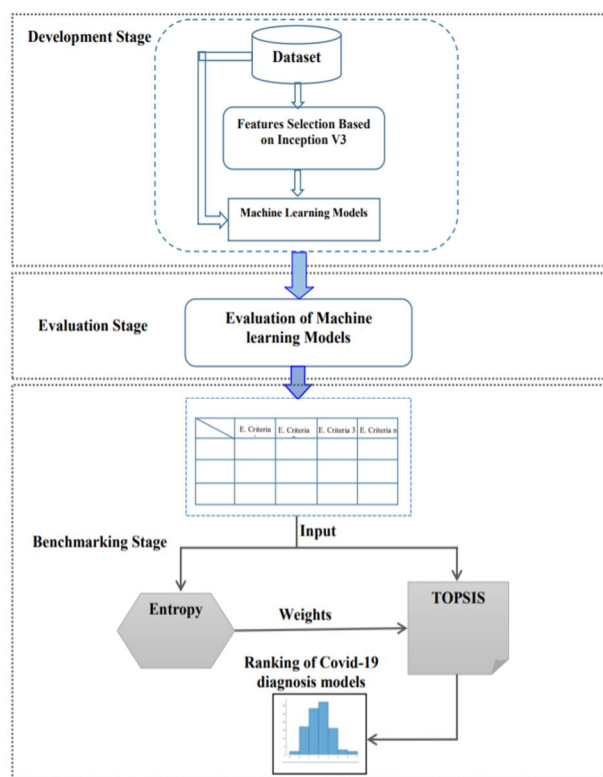 Development Stage
Dataset
Features Selection Based
on Inception V3
Machine Learning Models
Evaluation Stage
Evaluation of Machine
learning Models
E. Criteria
E. Criteria
E. Criteria 3
E. Criteria n
Input
Benchmarking Stage
Entropy
Weights
TOPSIS
Ranking of Covid-19
diagnosis models